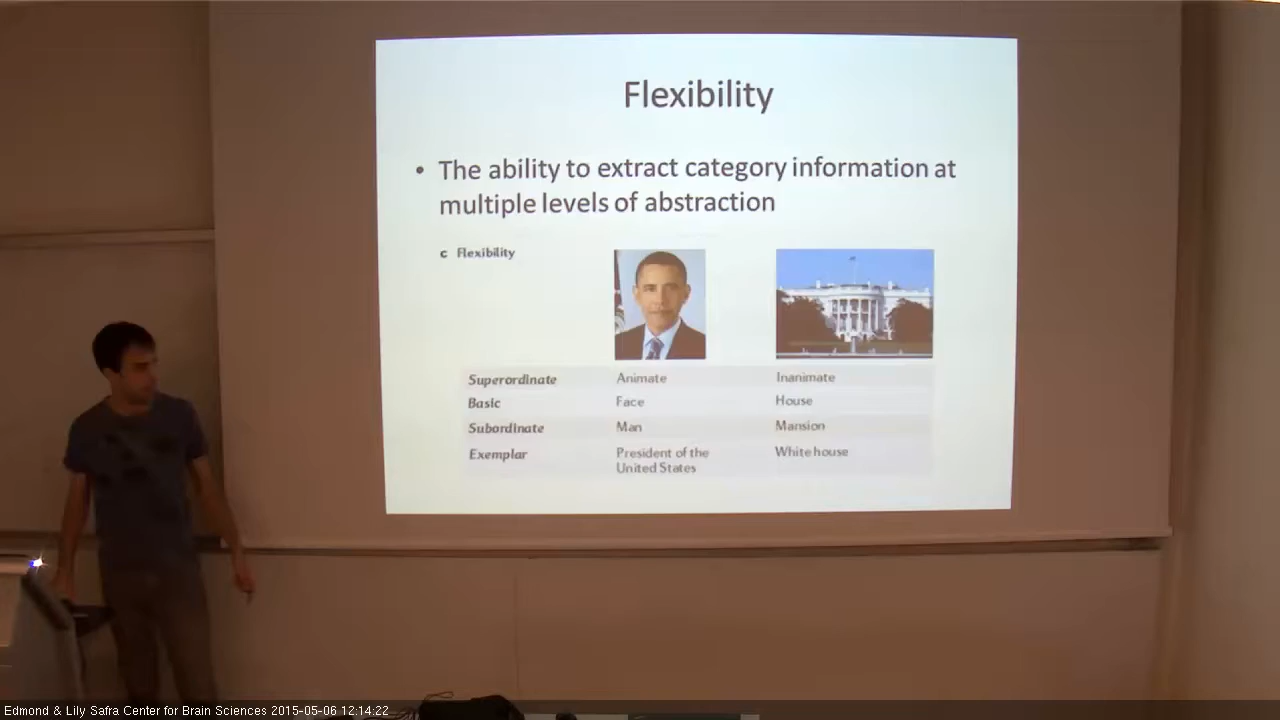 Flexibility
• The ability to extract category information at
multiple levels of abstraction
c Flexibility
Superordinate Animate Inanimate
Basic Face House
Subordinate Man Mansion
Exemplar President of the United States White house
Edmond & Lily Safra Center for Brain Sciences 2015-05-06 12:14:22